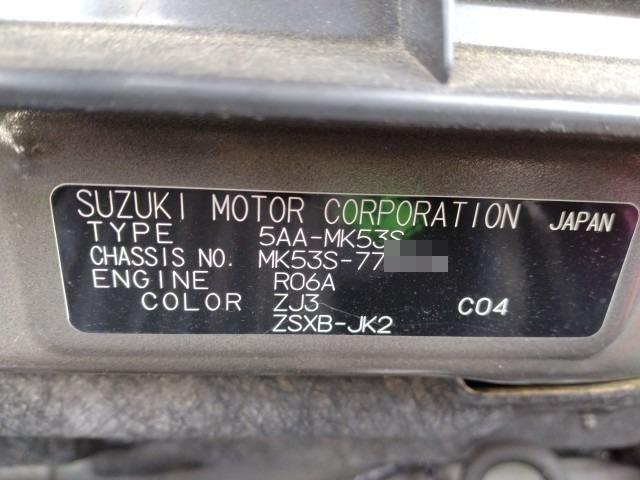 SUZUKI MOTOR CORPORATION JAPAN
TYPE 5AA-MK53S
CHASSIS NO. MK53S-77
ENGINE R06A
COLOR ZJ3 C04
ZSXB-JK2